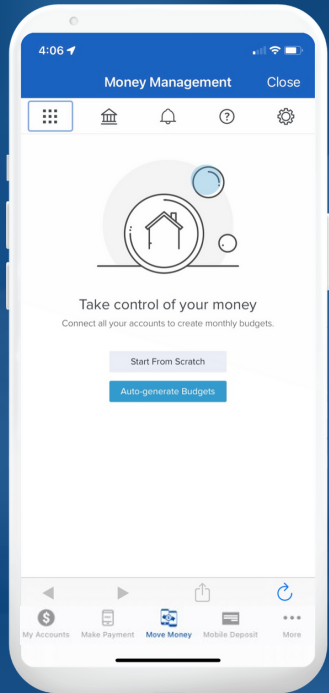 4:06
Money Management
Close
?
Take control of your money
Connect all your accounts to create monthly budgets.
Start From Scratch
Auto-generate Budgets
$
My Accounts
Make Payment
Move Money
Mobile Deposit
More